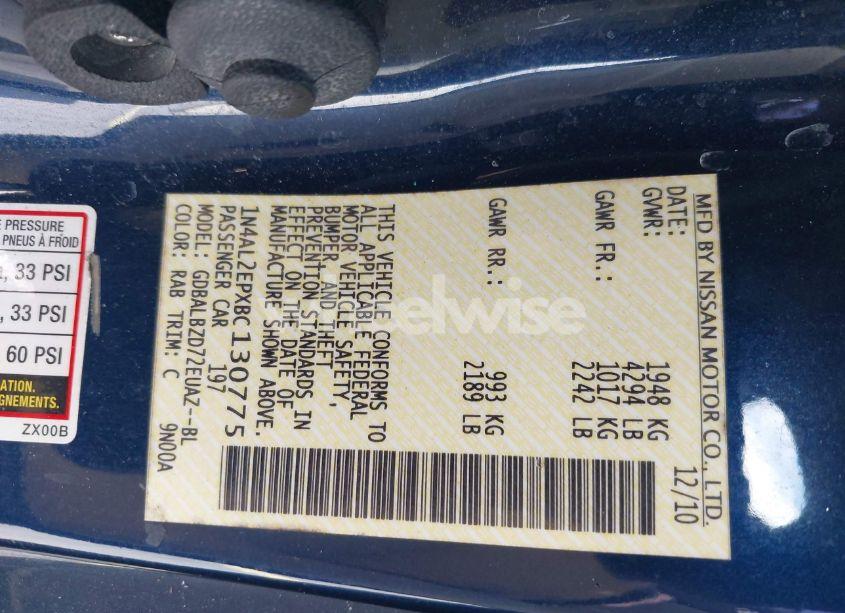 MFD BY NISSAN MOTOR CO., LTD.
DATE: 12/10
GVWR: 1948 KG
4294 LB
GAWR FR.: 1017 KG
2242 LB
GAWR RR.: 993 KG
2189 LB
THIS VEHICLE CONFORMS TO
ALL APPLICABLE FEDERAL
MOTOR VEHICLE SAFETY,
BUMPER, AND THEFT
PREVENTION STANDARDS IN
EFFECT ON THE DATE OF
MANUFACTURE SHOWN ABOVE.
1N4AL2EPXBC130775
PASSENGER CAR 197
MODEL: GDBALBZD72EUAZ--BL
COLOR: RAB TRIM: C 9N00A
PRESSURE
PNEUS À FROID
, 33 PSI
, 33 PSI
60 PSI
ZX00B